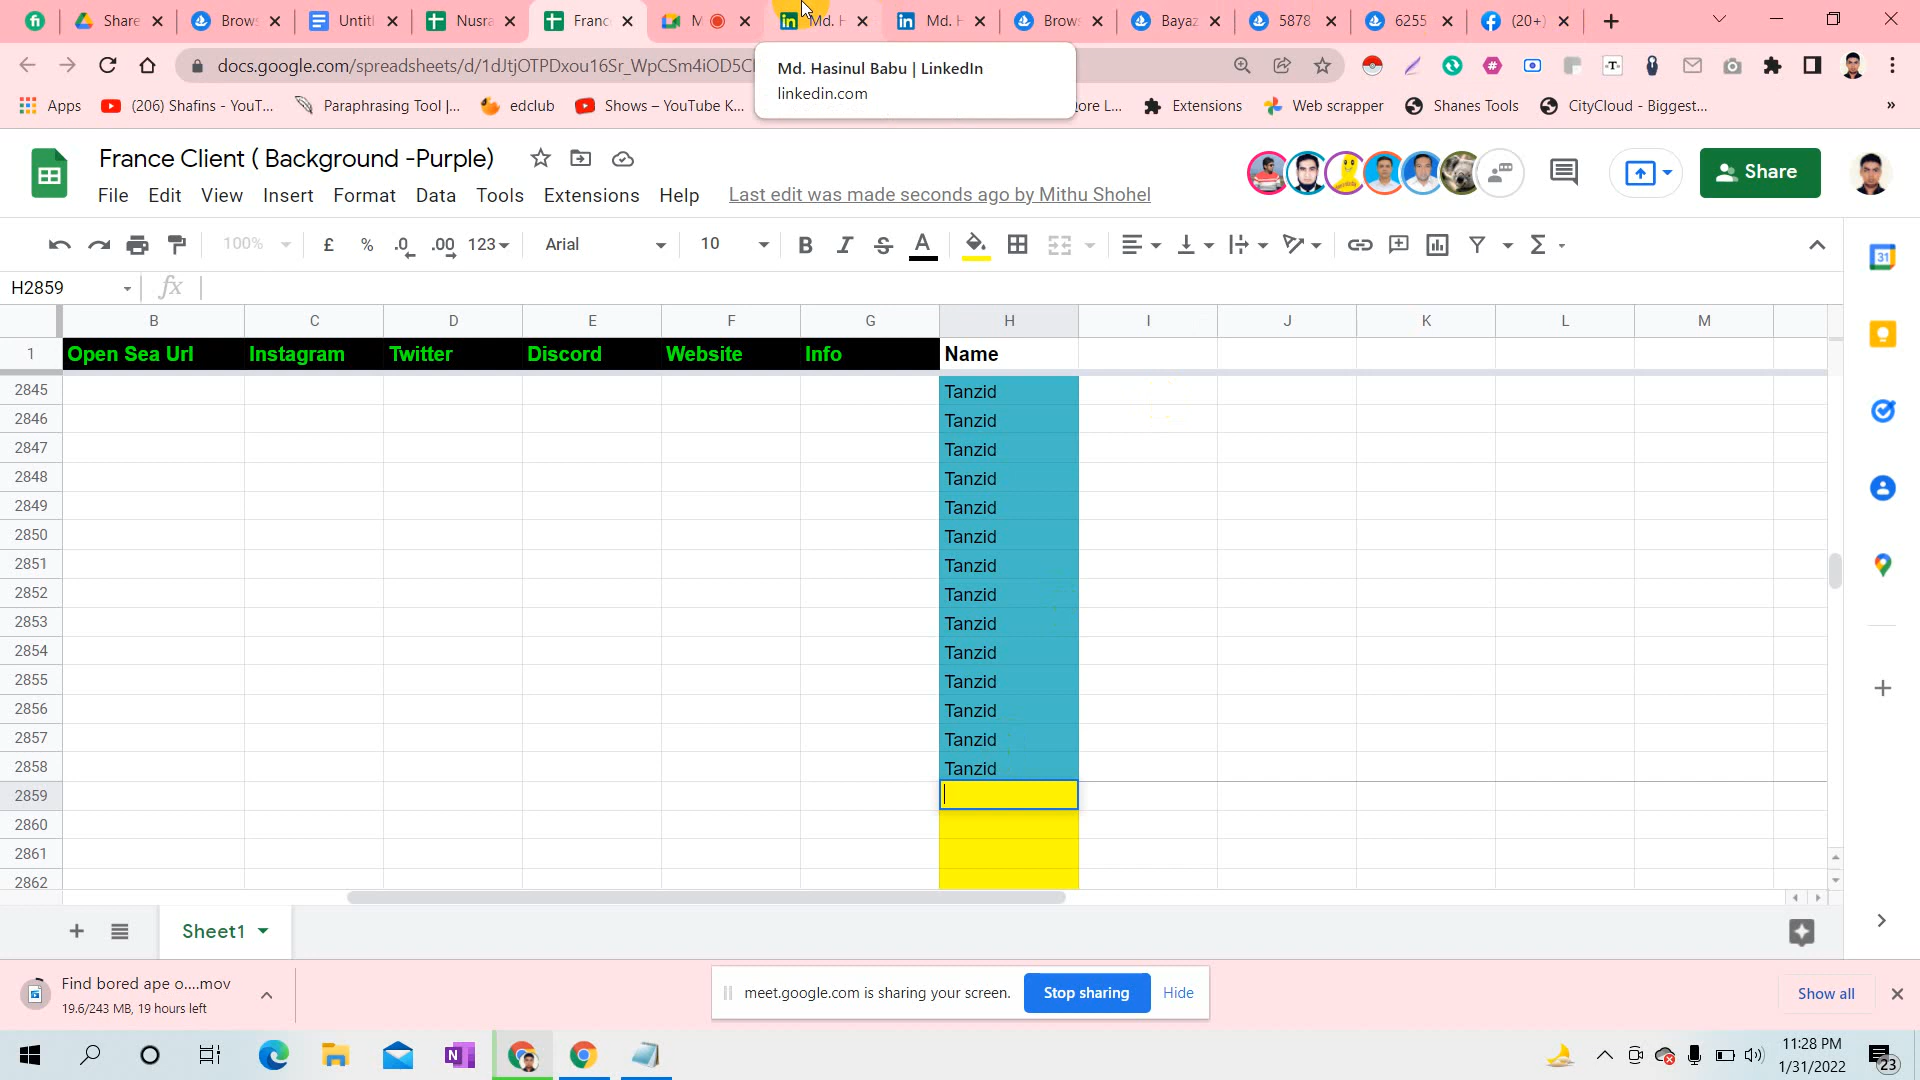 Share
Brows
Untitl
Nusra
Franc
M
Md. H
Md. H
Brows
Bayaz
5878
6255
(20+)
docs.google.com/spreadsheets/d/1dJtjOTPDxou16Sr_WpCSm4iOD5C
Md. Hasinul Babu | LinkedIn
linkedin.com
Apps
(206) Shafins - YouT...
Paraphrasing Tool |...
edclub
Shows – YouTube K...
ore L...
Extensions
Web scrapper
Shanes Tools
CityCloud - Biggest...
»
France Client ( Background -Purple)
File Edit View Insert Format Data Tools Extensions Help
Last edit was made seconds ago by Mithu Shohel
Share
100%
£ % .0 .00 123
Arial
10
B I S A
Σ
31
H2859
fx
B C D E F G H I J K L M
1 Open Sea Url Instagram Twitter Discord Website Info Name
2845 Tanzid
2846 Tanzid
2847 Tanzid
2848 Tanzid
2849 Tanzid
2850 Tanzid
2851 Tanzid
2852 Tanzid
2853 Tanzid
2854 Tanzid
2855 Tanzid
2856 Tanzid
2857 Tanzid
2858 Tanzid
2859
2860
2861
2862
Sheet1
Find bored ape o....mov
19.6/243 MB, 19 hours left
meet.google.com is sharing your screen.
Stop sharing
Hide
Show all
11:28 PM
1/31/2022
23